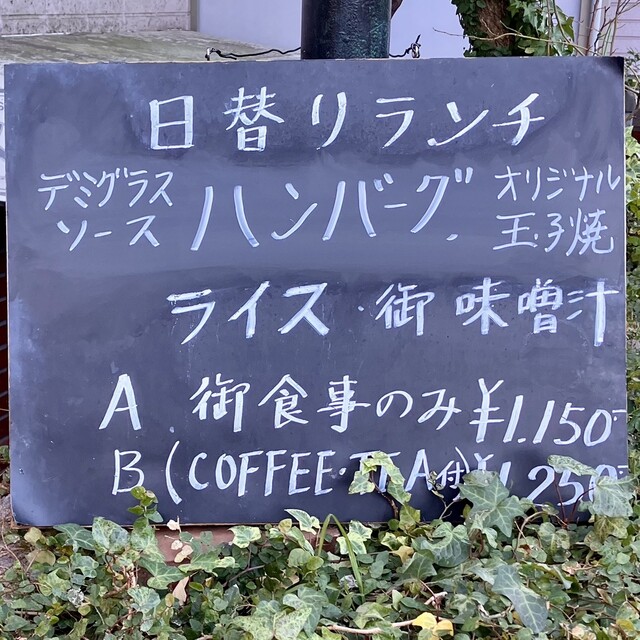 日替りランチ
デミグラスソース ハンバーグ. オリジナル玉子焼
ライス・御味噌汁
A 御食事のみ ¥1.150-
B (COFFEE・TEA付) ¥1.250-